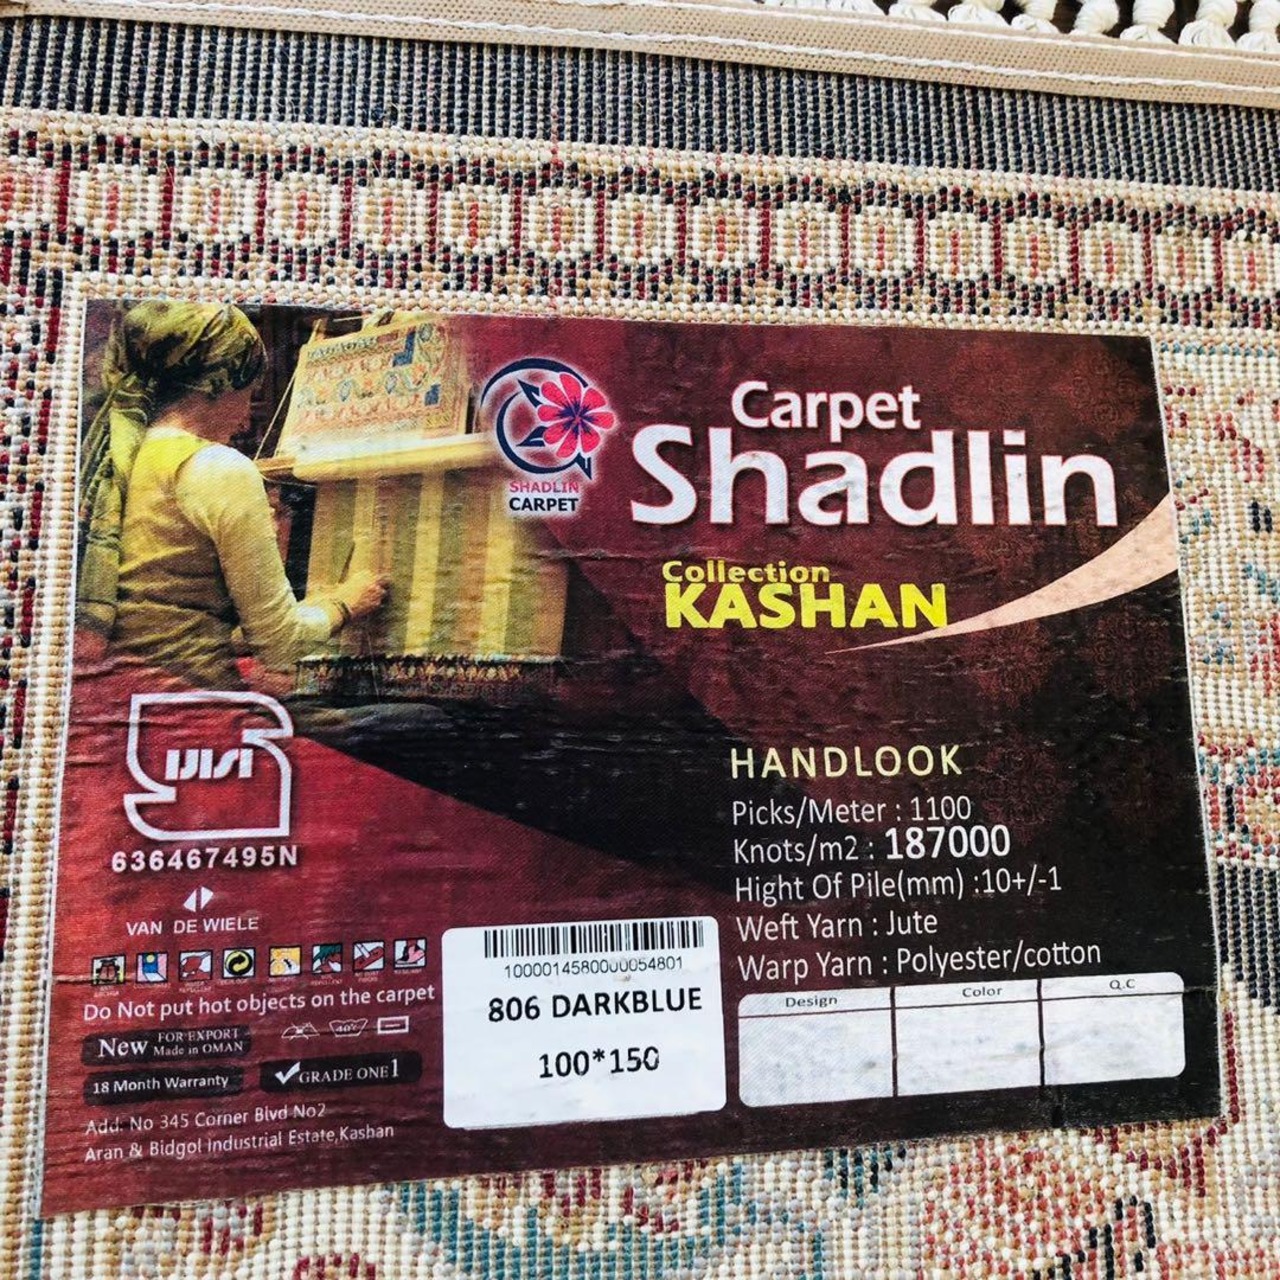 Carpet
Shadlin
SHADLIN
CARPET
Collection
KASHAN
HANDLOOK
Picks/Meter : 1100
Knots/m2 : 187000
Hight Of Pile(mm) :10+/-1
Weft Yarn : Jute
Warp Yarn : Polyester/cotton
Design Color Q.C
636467495N
VAN DE WIELE
Do Not put hot objects on the carpet
New FOR EXPORT
Made in OMAN
18 Month Warranty
GRADE ONE 1
Add: No 345 Corner Blvd No2
Aran & Bidgol Industrial Estate,Kashan
806 DARKBLUE
100*150